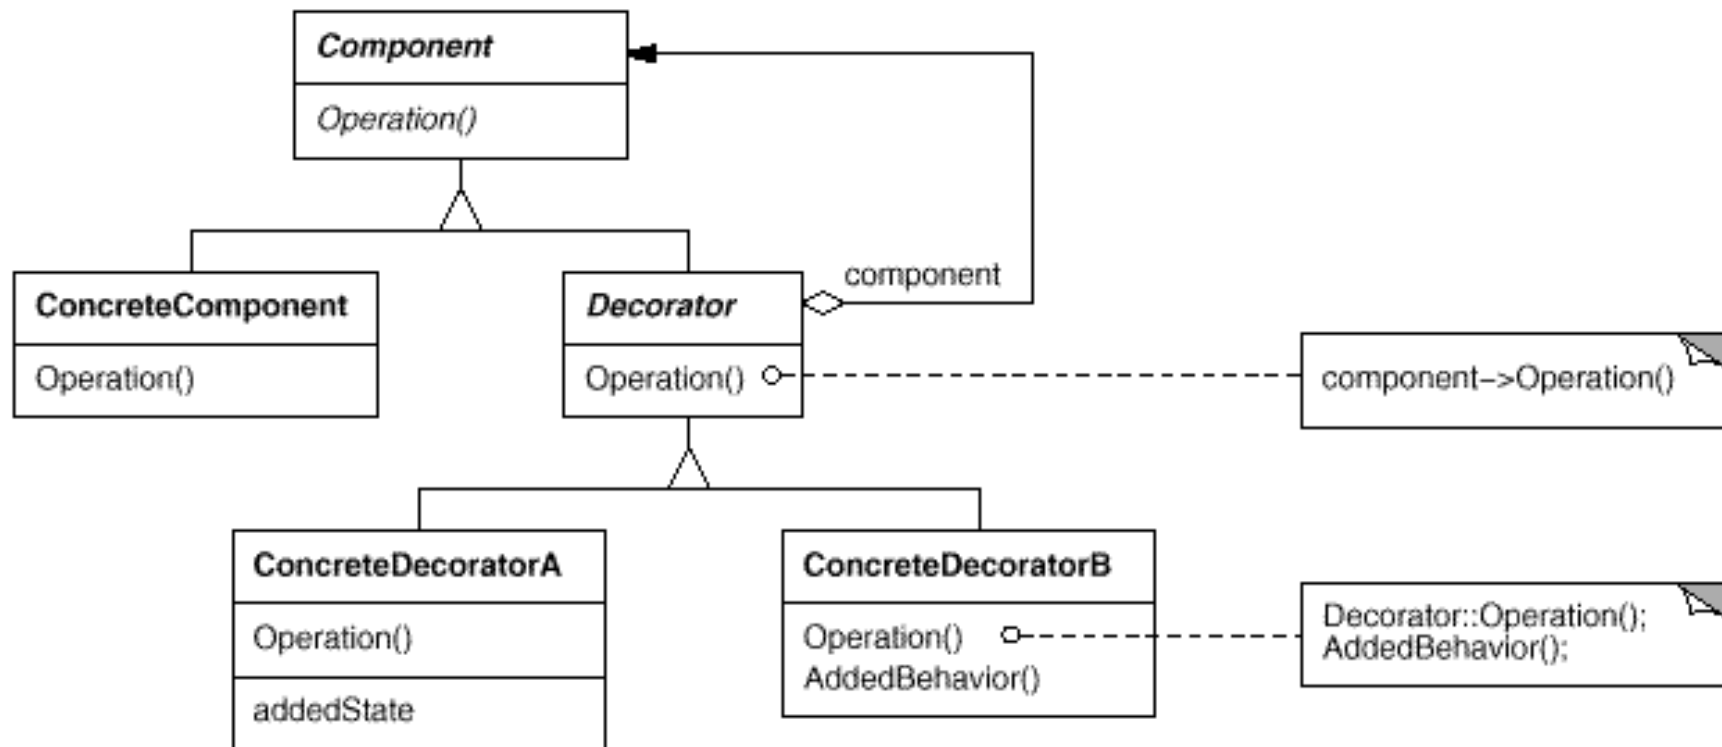 Component
Operation()
component
ConcreteComponent
Operation()
Decorator
Operation()
component–>Operation()
ConcreteDecoratorA
Operation()
addedState
ConcreteDecoratorB
Operation()
AddedBehavior()
Decorator::Operation();
AddedBehavior();